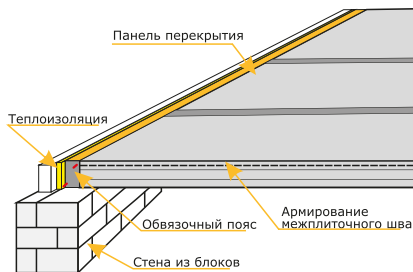 Панель перекрытия
Теплоизоляция
Обвязочный пояс
Армирование
межплиточного шва
Стена из блоков